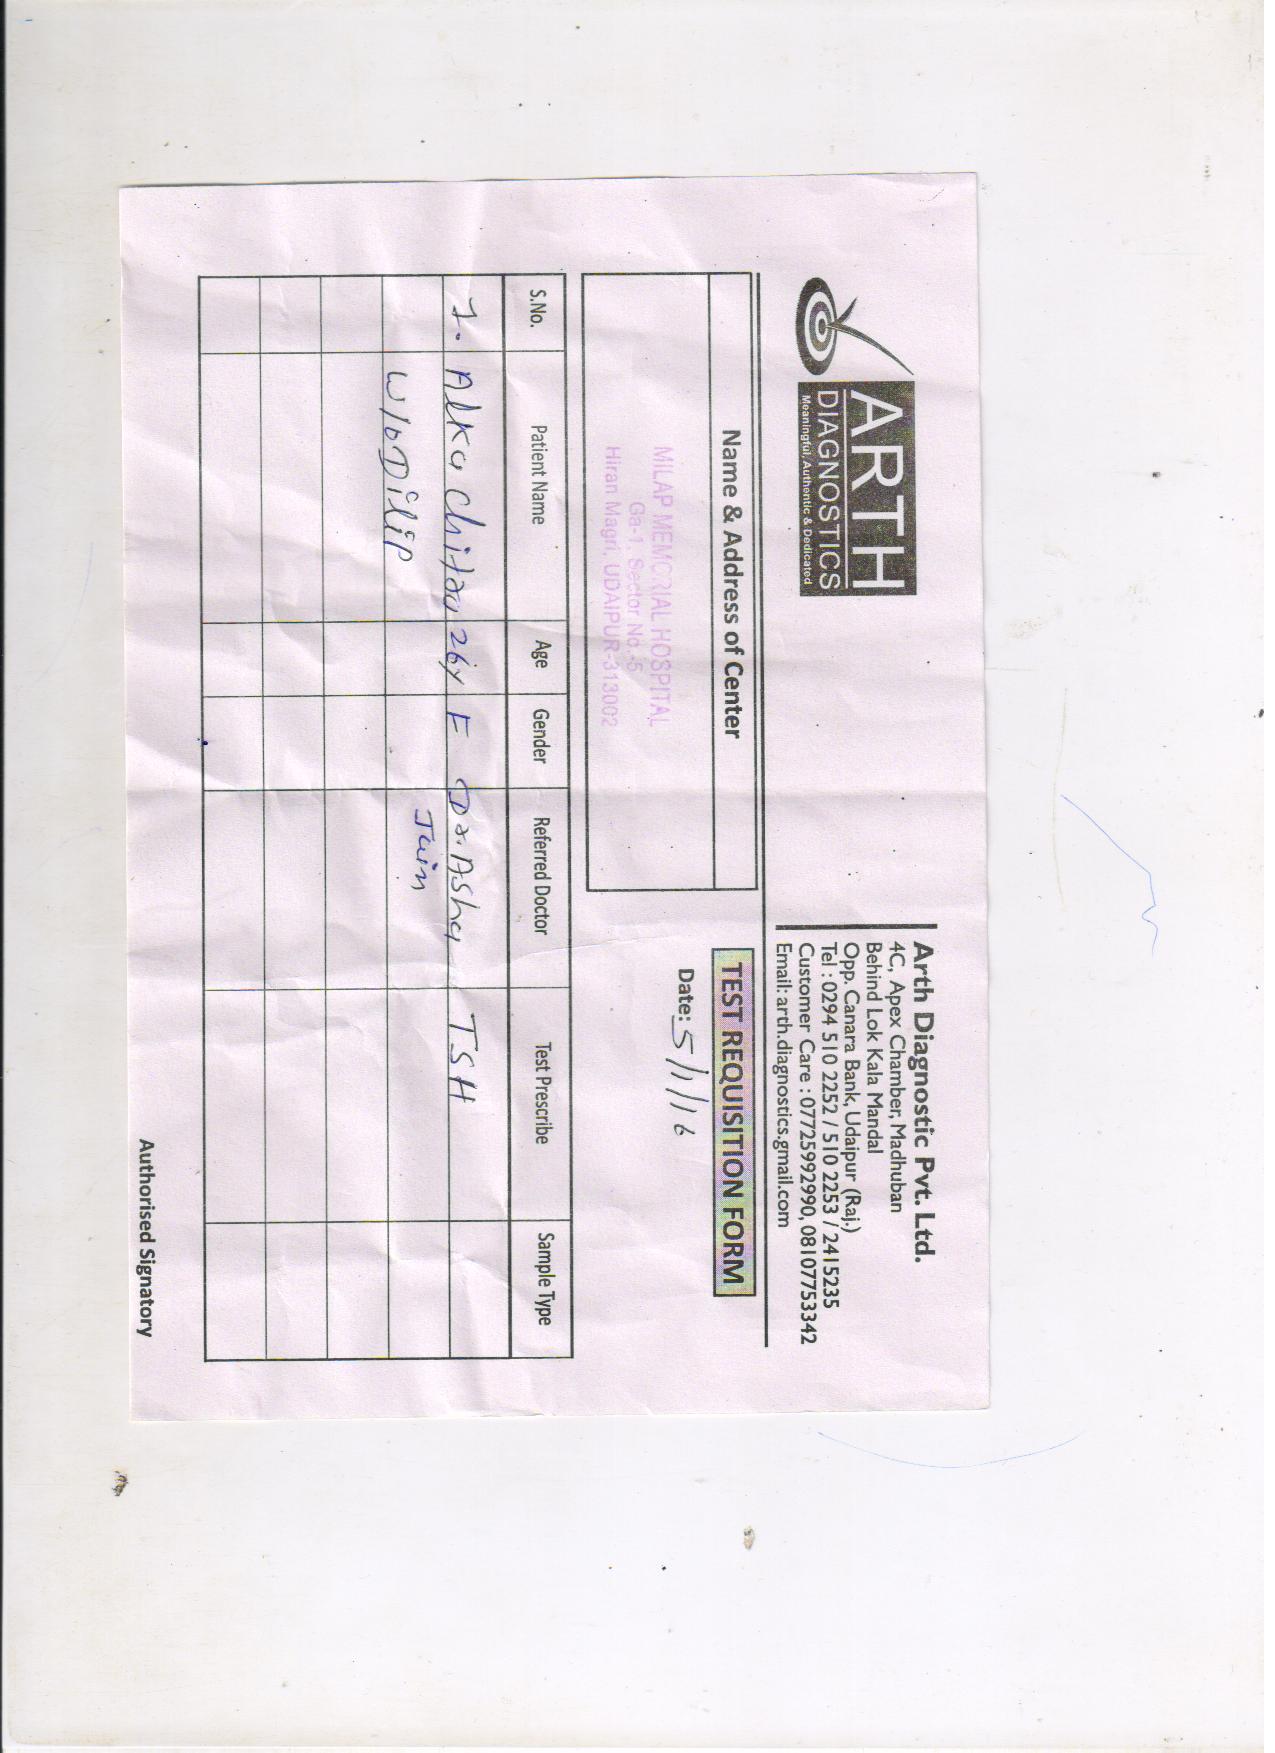 ARTH
DIAGNOSTICS
Meaningful, Authentic & Dedicated
Arth Diagnostic Pvt. Ltd.
4C, Apex Chamber, Madhuban
Behind Lok Kala Mandal
Opp. Canara Bank, Udaipur (Raj.)
Tel : 0294 510 2252 / 510 2253 / 2415235
Customer Care : 07725992990, 08107753342
Email: arth.diagnostics.gmail.com
Name & Address of Center
MILAP MEMORIAL HOSPITAL
Ga-1, Sector No.-5
Hiran Magri, UDAIPUR-313002
TEST REQUISITION FORM
Date: 5/1/16
S.No. Patient Name Age Gender Referred Doctor Test Prescribe Sample Type
1. Alka 26y F Dr. Asha TSH
W/o Dilip Jain
Authorised Signatory